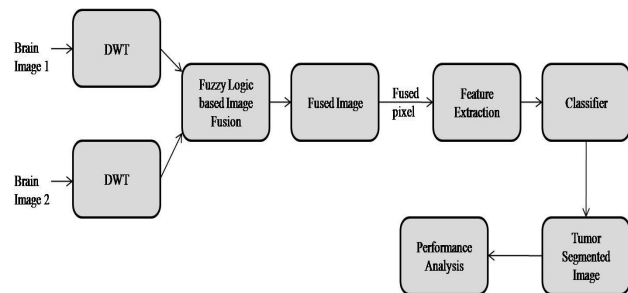 Brain
Image 1
DWT
Fuzzy Logic
based Image
Fusion
Fused Image
Fused
pixel
Feature
Extraction
Classifier
Brain
Image 2
DWT
Performance
Analysis
Tumor
Segmented
Image